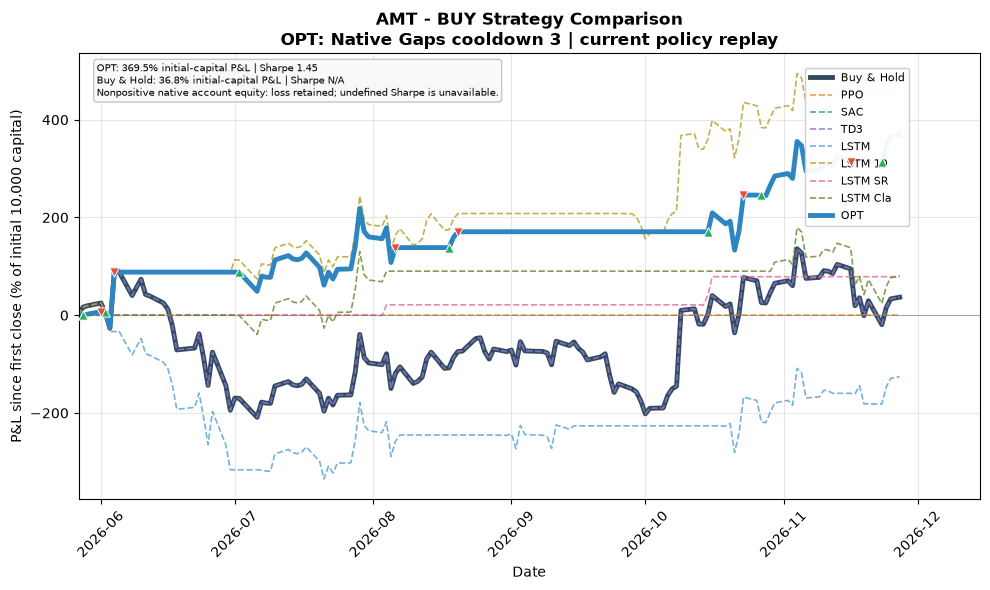 AMT - BUY Strategy Comparison
OPT: Native Gaps cooldown 3 | current policy replay
OPT: 369.5% initial-capital P&L | Sharpe 1.45
Buy & Hold: 36.8% initial-capital P&L | Sharpe N/A
Nonpositive native account equity: loss retained; undefined Sharpe is unavailable.
Buy & Hold
PPO
SAC
TD3
LSTM
LSTM
LSTM SR
LSTM Cla
OPT
P&L since first close (% of initial 10,000 capital)
400
200
0
−200
2026-06
2026-07
2026-08
2026-09
2026-10
2026-11
2026-12
Date